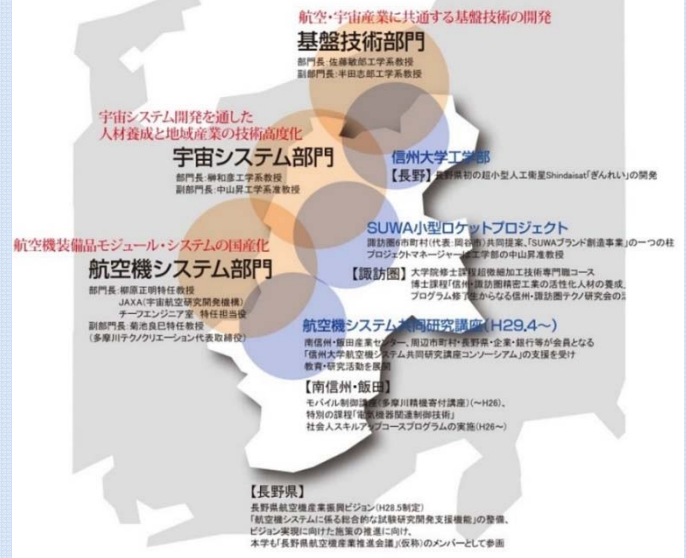 航空・宇宙産業に共通する基盤技術の開発
基盤技術部門
部門長:佐藤敏郎工学系教授
副部門長:半田志郎工学系教授
宇宙システム開発を通した
人材養成と地域産業の技術高度化
宇宙システム部門
部門長:榊和彦工学系教授
副部門長:中山昇工学系准教授
信州大学工学部
【長野】長野県初の超小型人工衛星Shindaisat「ぎんれい」の開発
航空機装備品モジュール・システムの国産化
航空機システム部門
部門長:柳原正明特任教授
JAXA(宇宙航空研究開発機構)
チーフエンジニア室 特任担当役
副部門長:菊池良巳特任教授
(多摩川テクノクリエーション代表取締役)
SUWA小型ロケットプロジェクト
諏訪圏6市町村(代表:岡谷市)共同提案、「SUWAブランド創造事業」の一つの柱
プロジェクトマネージャーは工学部の中山昇准教授
【諏訪圏】大学院修士課程超微細加工技術専門職コース
博士課程「信州・諏訪圏精密工業の活性化人材の養成」
プログラム修了生からなる信州・諏訪圏テクノ研究会の
航空機システム共同研究講座(H29.4〜)
南信州・飯田産業センター、周辺市町村・長野県・企業・銀行等が会員となる
「信州大学航空機システム共同研究講座コンソーシアム」の支援を受け
教育・研究活動を展開
【南信州・飯田】
モバイル制御講座(多摩川精機寄付講座)(〜H26)、
特別の課程「電気機器関連制御技術」
社会人スキルアップコースプログラムの実施(H26〜)
【長野県】
長野県航空機産業振興ビジョン(H28.5制定)
「航空機システムに係る総合的な試験研究開発支援機能」の整備、
ビジョン実現に向けた施策の推進に向け、
本学も「長野県航空機産業推進会議」(仮称)のメンバーとして参画